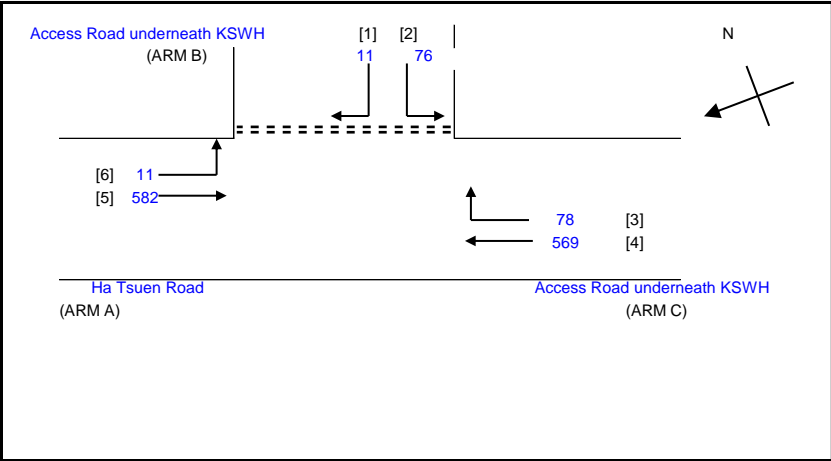 Access Road underneath KSWH [1] [2] N
(ARM B) 11 76
[6] 11
[5] 582
78 [3]
569 [4]
Ha Tsuen Road Access Road underneath KSWH
(ARM A) (ARM C)